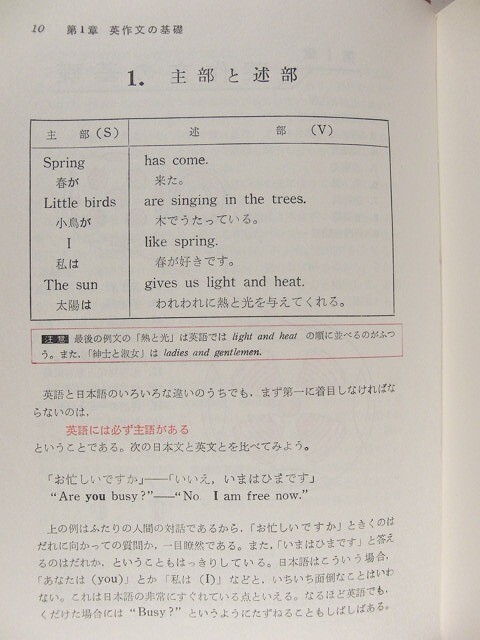 10　第1章　英作文の基礎
1. 主部と述部
主　部(S)　述　部(V)
Spring　has come.
春が　来た。
Little birds　are singing in the trees.
小鳥が　木でうたっている。
I　like spring.
私は　春が好きです。
The sun　gives us light and heat.
太陽は　われわれに熱と光を与えてくれる。
注意　最後の例文の「熱と光」は英語では light and heat の順に並べるのがふつ
う。また、「紳士と淑女」は ladies and gentlemen.
英語と日本語のいろいろな違いのうちでも，まず第一に着目しなければな
らないのは，
英語には必ず主語がある
ということである。次の日本文と英文とを比べてみよう。
「お忙しいですか」――「いいえ，いまはひまです」
“Are you busy?”――“No I am free now.”
上の例はふたりの人間の対話であるから，「お忙しいですか」ときくのは
だれに向かっての質問か，一目瞭然である。また，「いまはひまです」と答え
るのはだれか，ということもはっきりしている。日本語はこういう場合，
「あなたは (you)」とか「私は (I)」などと，いちいち面倒なことはいわ
ない。これは日本語の非常にすぐれている点といえる。なるほど英語でも，
くだけた場合には “Busy?” というようにたずねることもしばしばある。